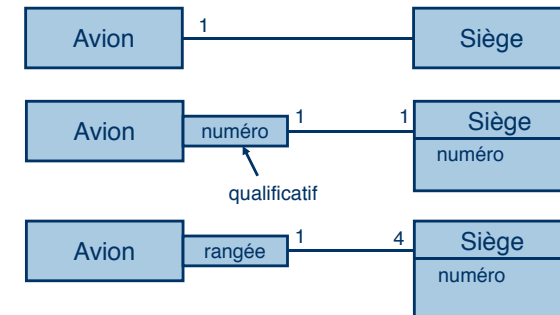 Avion 1 Siège
Avion numéro 1 1 Siège
numéro
qualificatif
Avion rangée 1 4 Siège
numéro